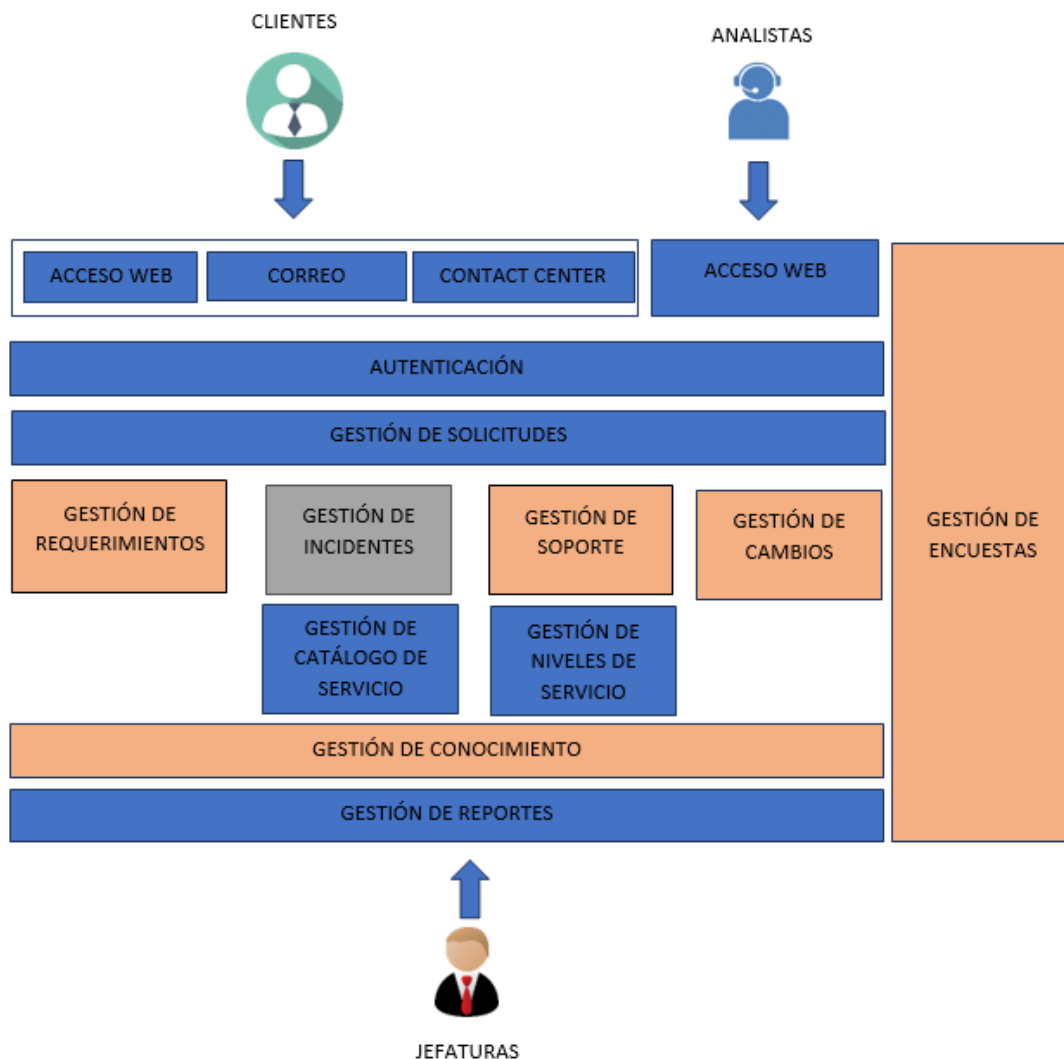 CLIENTES
ANALISTAS
ACCESO WEB
CORREO
CONTACT CENTER
ACCESO WEB
AUTENTICACIÓN
GESTIÓN DE SOLICITUDES
GESTIÓN DE
REQUERIMIENTOS
GESTIÓN DE
INCIDENTES
GESTIÓN DE
SOPORTE
GESTIÓN DE
CAMBIOS
GESTIÓN DE
ENCUESTAS
GESTIÓN DE
CATÁLOGO DE
SERVICIO
GESTIÓN DE
NIVELES DE
SERVICIO
GESTIÓN DE CONOCIMIENTO
GESTIÓN DE REPORTES
JEFATURAS